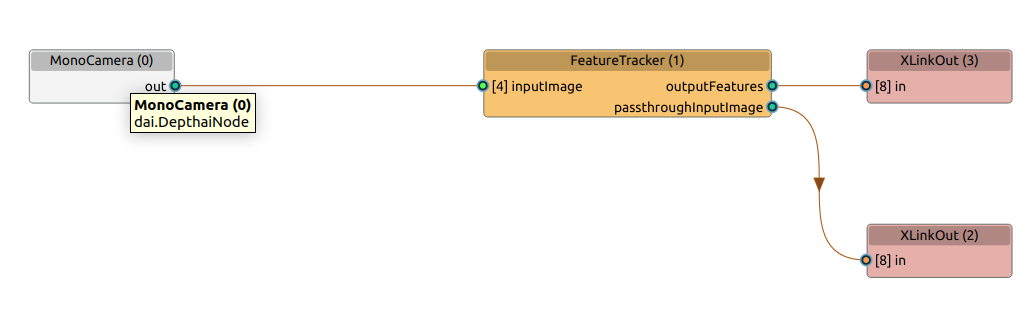 MonoCamera (0)
out
MonoCamera (0)
dai.DepthaiNode
FeatureTracker (1)
[4] inputImage
outputFeatures
passthroughInputImage
XLinkOut (3)
[8] in
XLinkOut (2)
[8] in